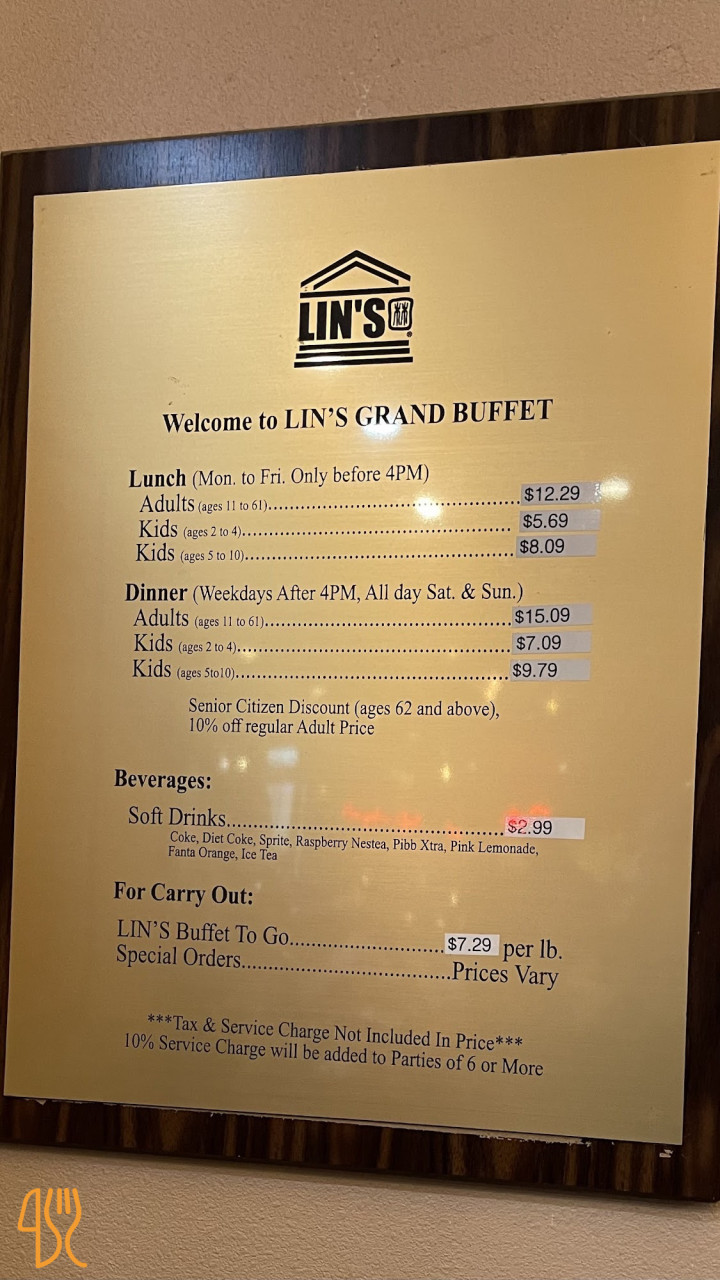 LIN'S
Welcome to LIN'S GRAND BUFFET
Lunch (Mon. to Fri. Only before 4PM)
Adults (ages 11 to 61)........................................ $12.29
Kids (ages 2 to 4)........................................ $5.69
Kids (ages 5 to 10)........................................ $8.09
Dinner (Weekdays After 4PM, All day Sat. & Sun.)
Adults (ages 11 to 61)........................................ $15.09
Kids (ages 2 to 4)........................................ $7.09
Kids (ages 5to10)........................................ $9.79
Senior Citizen Discount (ages 62 and above),
10% off regular Adult Price
Beverages:
Soft Drinks........................................ $2.99
Coke, Diet Coke, Sprite, Raspberry Nestea, Pibb Xtra, Pink Lemonade,
Fanta Orange, Ice Tea
For Carry Out:
LIN'S Buffet To Go........................ $7.29 per lb.
Special Orders................................Prices Vary
***Tax & Service Charge Not Included In Price***
10% Service Charge will be added to Parties of 6 or More